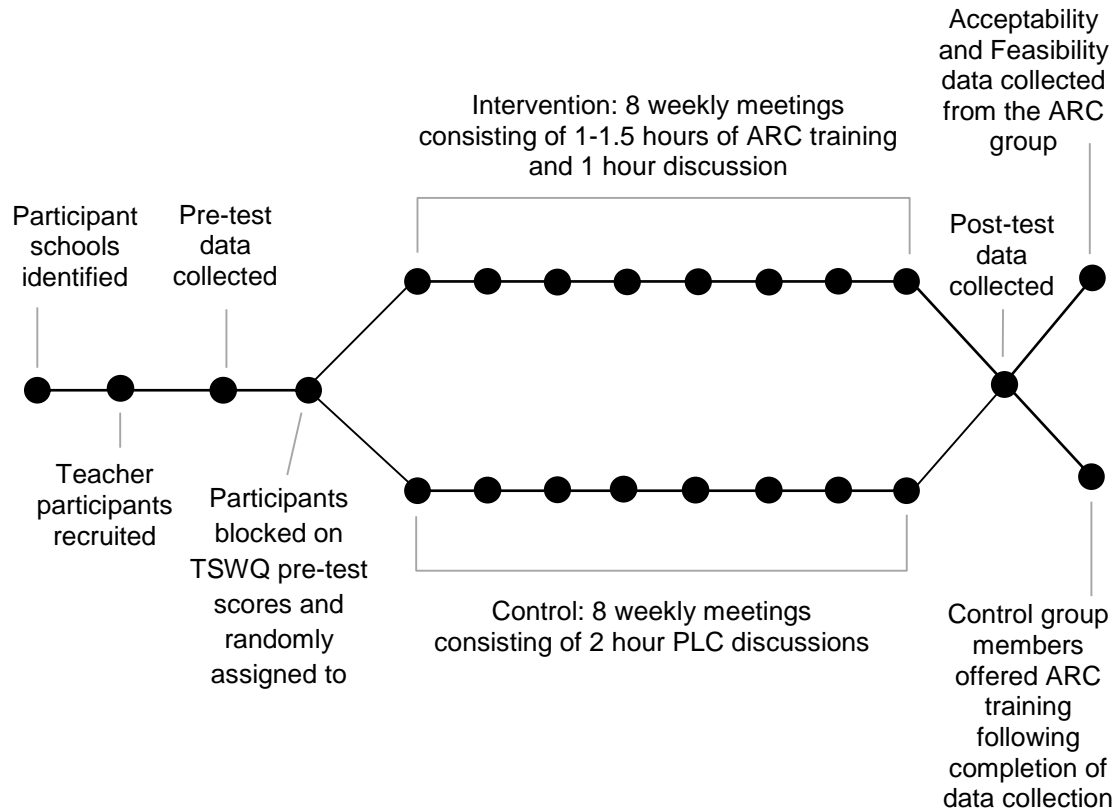 Participant
schools
identified
Teacher
participants
recruited
Pre-test
data
collected
Participants
blocked on
TSWQ pre-test
scores and
randomly
assigned to
Intervention: 8 weekly meetings
consisting of 1-1.5 hours of ARC training
and 1 hour discussion
Control: 8 weekly meetings
consisting of 2 hour PLC discussions
Post-test
data
collected
Acceptability
and Feasibility
data collected
from the ARC
group
Control group
members
offered ARC
training
following
completion of
data collection